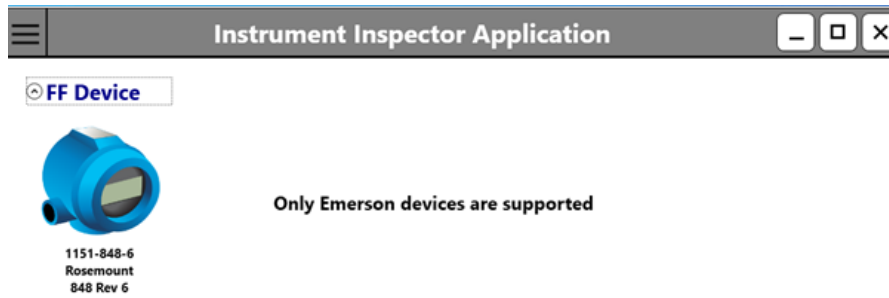 Instrument Inspector Application
FF Device
Only Emerson devices are supported
1151-848-6
Rosemount
848 Rev 6